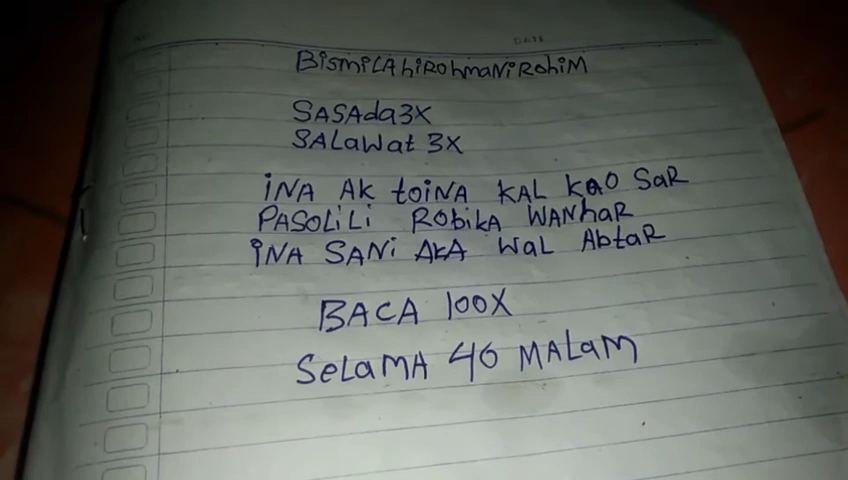 DATE
BismiLAhiRohmaNiRohiM
SASAda3X
SALaWat 3X
iNA AK toiNA KAL KAO SaR
PASOLiLi RobikA WANhaR
iNA SANi AKA WaL AbtaR
BACA 100X
SeLaMA 40 MALaM